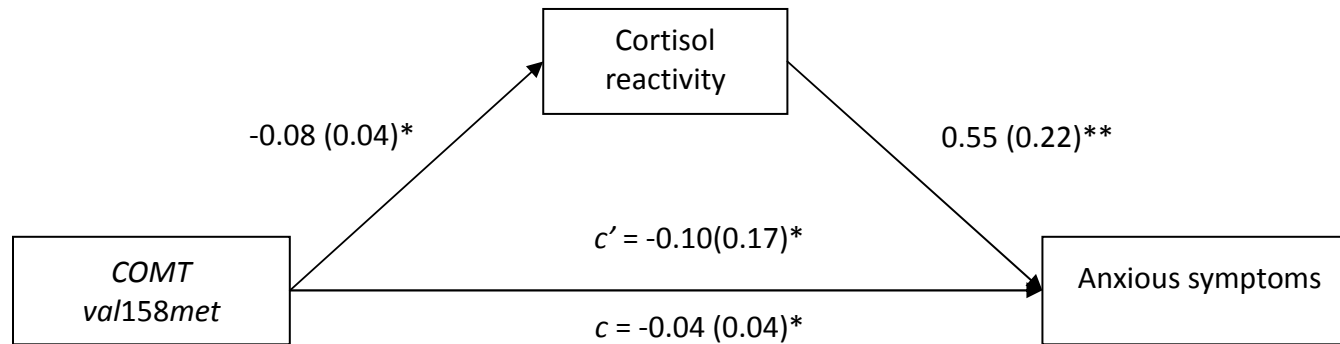 Cortisol
reactivity
-0.08 (0.04)*
0.55 (0.22)**
c’ = -0.10(0.17)*
COMT
val158met
Anxious symptoms
c = -0.04 (0.04)*